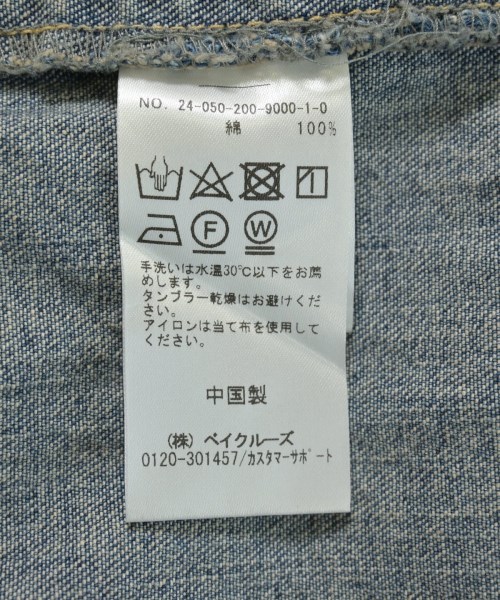 NO. 24-050-200-9000-1-0
綿 100%
F W
手洗いは水温30℃以下をお薦
めします。
タンブラー乾燥はお避けくだ
さい。
アイロンは当て布を使用して
ください。
中国製
(株) ベイクルーズ
0120-301457/カスタマーサポート